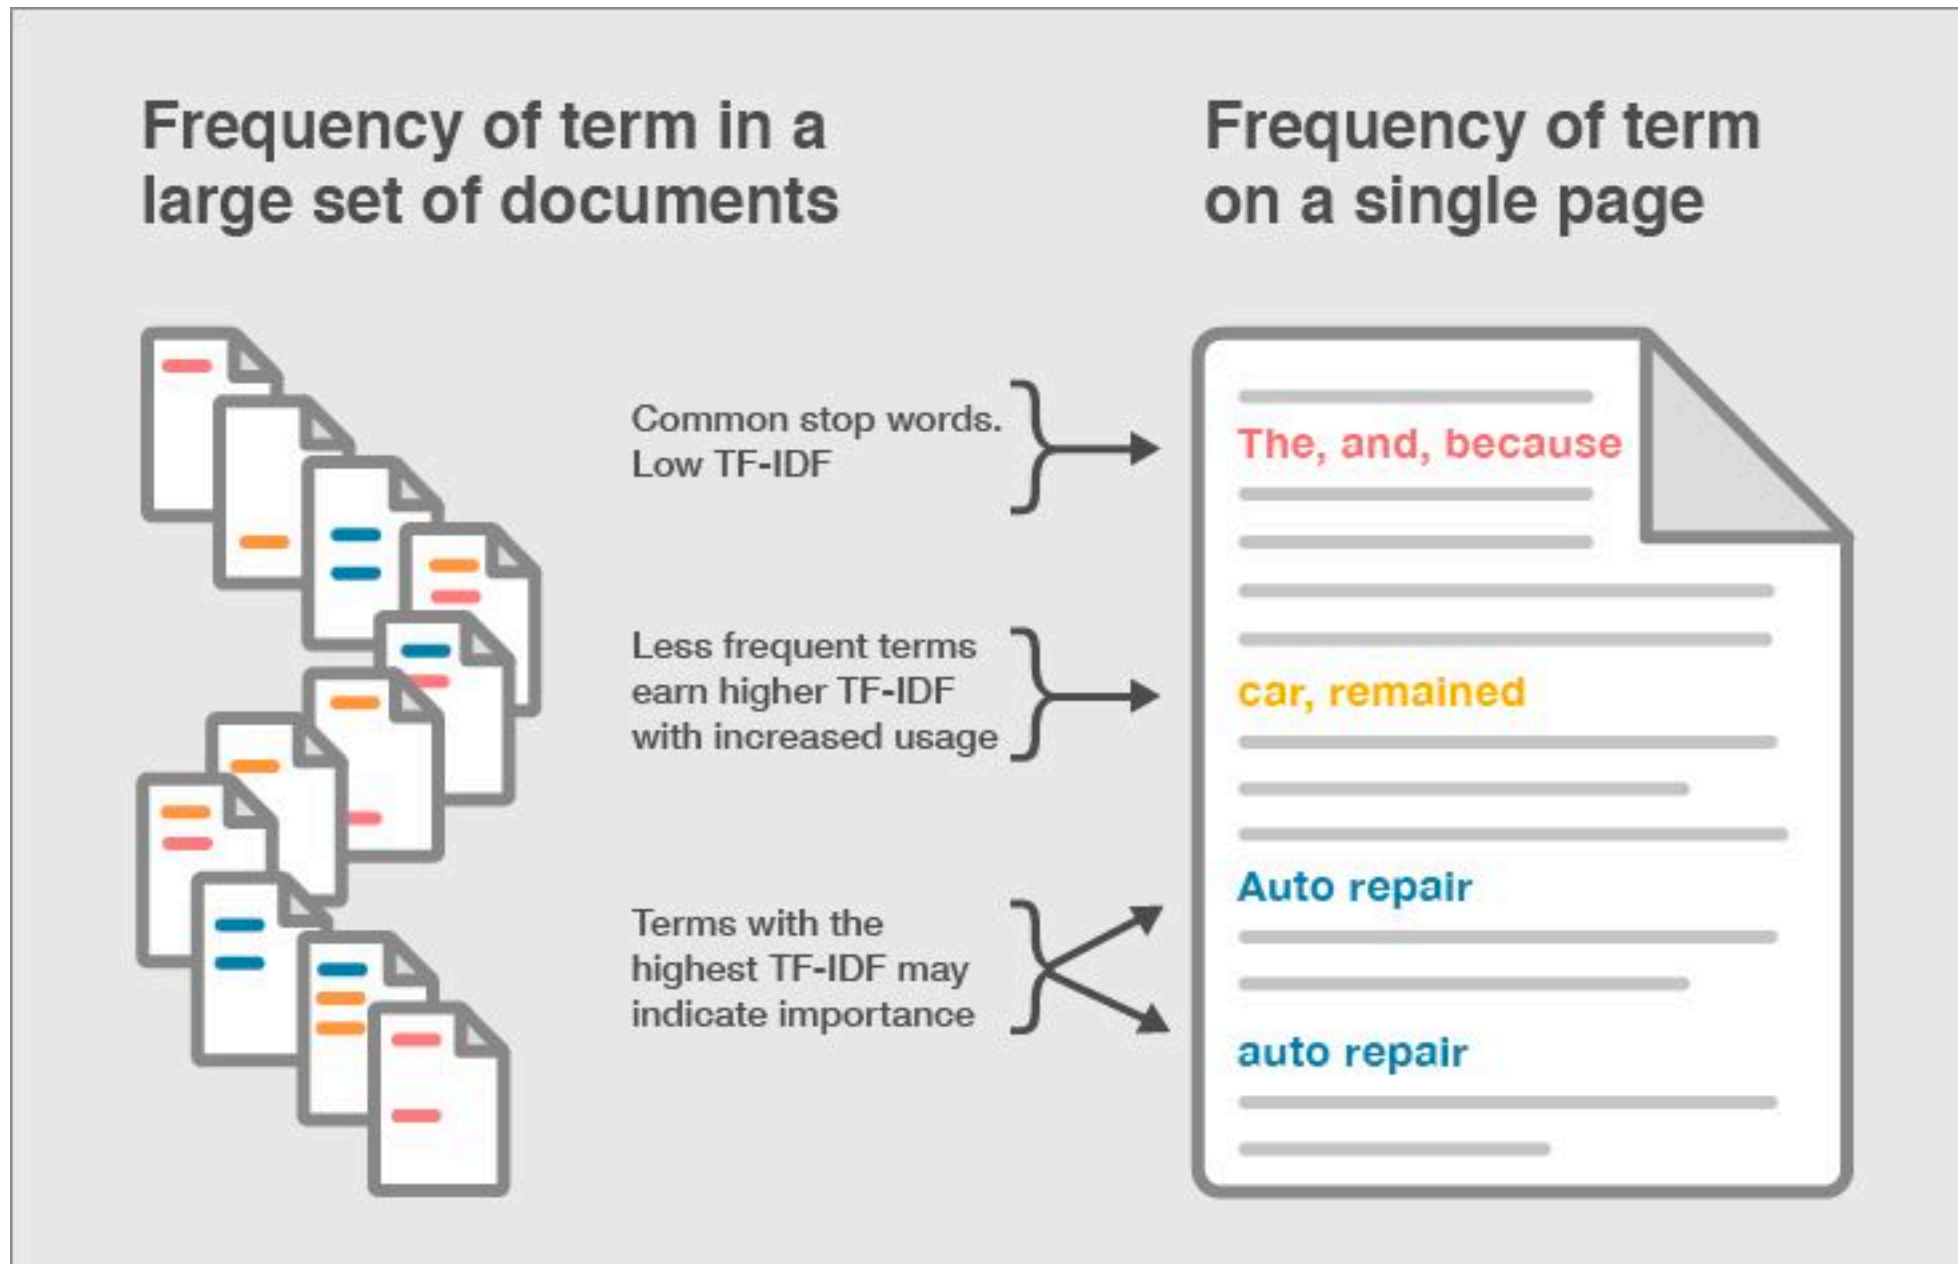 Frequency of term in a
large set of documents
Frequency of term
on a single page
Common stop words.
Low TF-IDF
The, and, because
Less frequent terms
earn higher TF-IDF
with increased usage
car, remained
Terms with the
highest TF-IDF may
indicate importance
Auto repair
auto repair